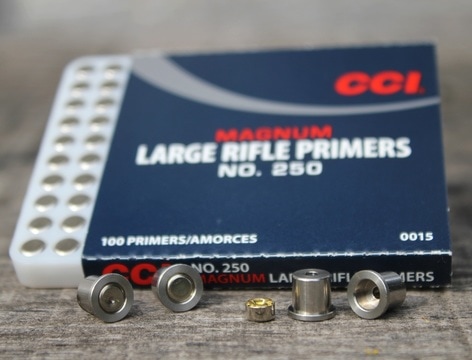 CCI
MAGNUM
LARGE RIFLE PRIMERS
NO. 250
100 PRIMERS/AMORCES 0015
CCI NO. 250
MAGNUM LARGE RIFLE PRIMERS